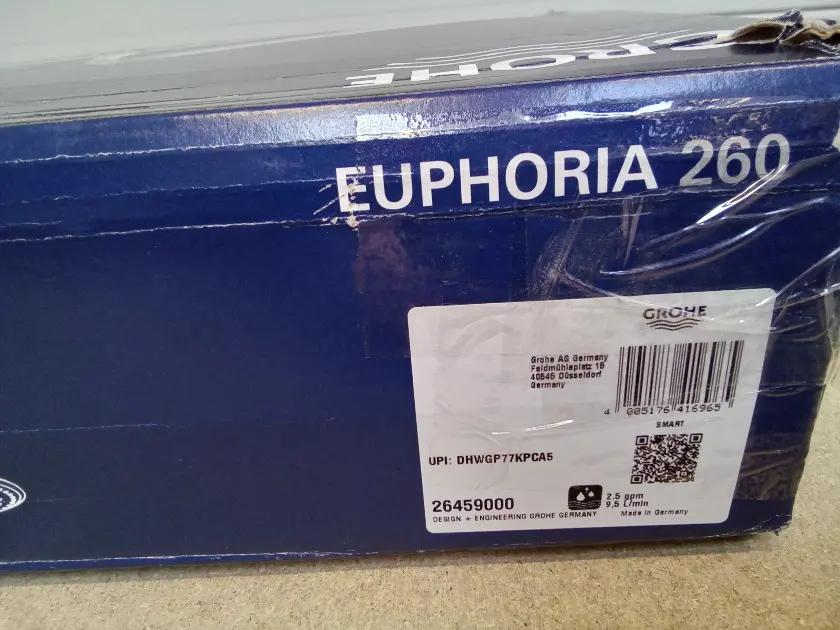 GROHE
EUPHORIA 260
GROHE
Grohe AG Germany
Feldmühleplatz 15
40545 Düsseldorf
Germany
4 005176 416965
SMART
UPI: DHWGP77KPCA5
26459000
2.5 gpm
9,5 L/min
DESIGN + ENGINEERING GROHE GERMANY
Made in Germany